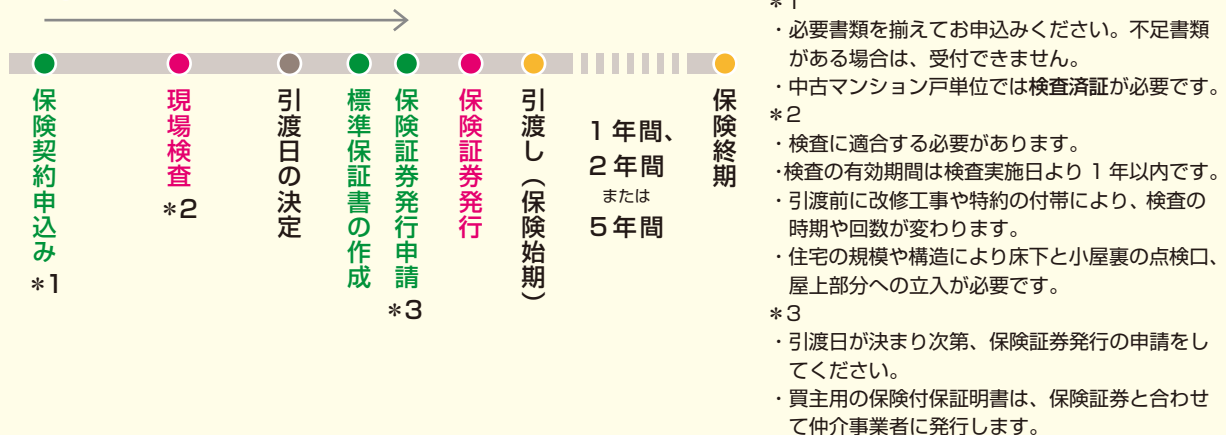 保険契約申込み
*1
現場検査
*2
引渡日の決定
標準保証書の作成
保険証券発行申請
*3
保険証券発行
引渡し（保険始期）
1年間、
2年間
または
5年間
保険終期
*1
・必要書類を揃えてお申込みください。不足書類
がある場合は、受付できません。
・中古マンション戸単位では検査済証が必要です。
*2
・検査に適合する必要があります。
・検査の有効期間は検査実施日より 1 年以内です。
・引渡前に改修工事や特約の付帯により、検査の
時期や回数が変わります。
・住宅の規模や構造により床下と小屋裏の点検口、
屋上部分への立入が必要です。
*3
・引渡日が決まり次第、保険証券発行の申請をし
てください。
・買主用の保険付保証明書は、保険証券と合わせ
て仲介事業者に発行します。